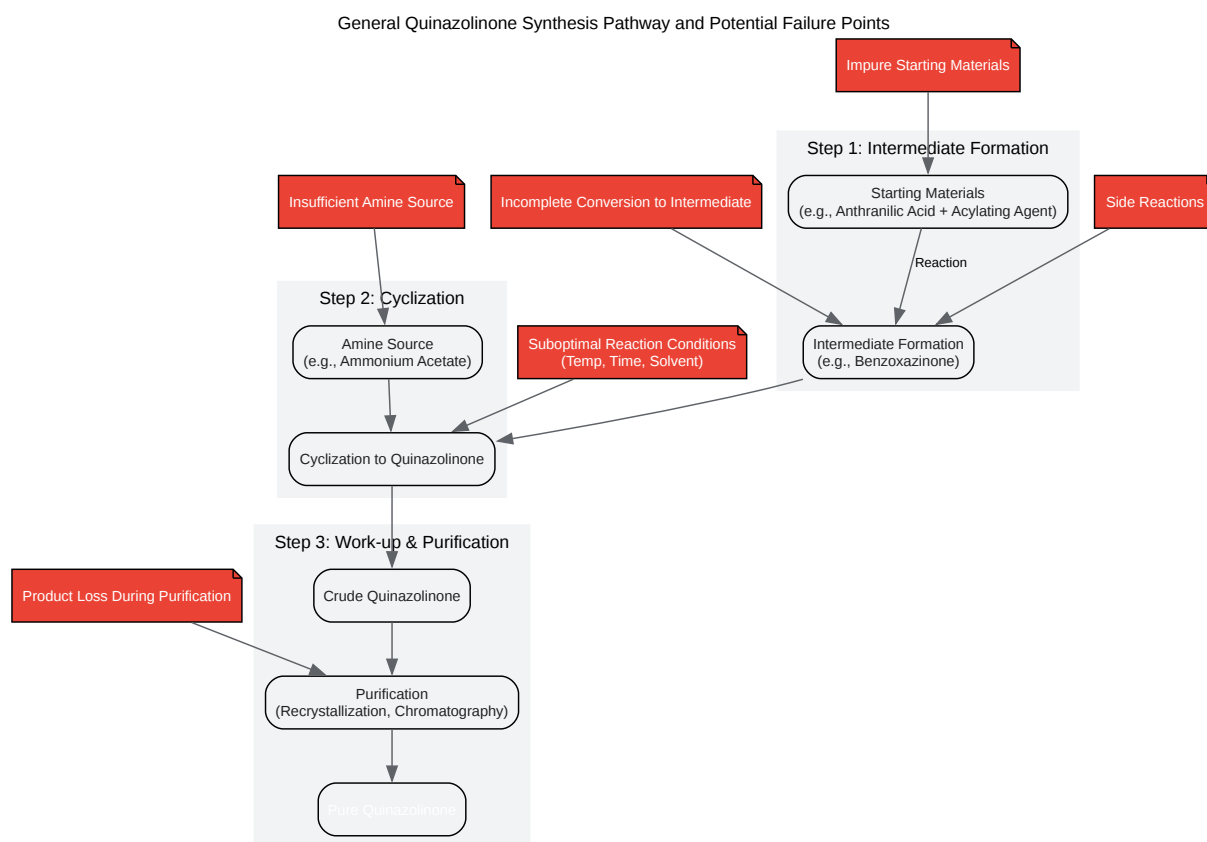 General Quinazolinone Synthesis Pathway and Potential Failure Points
Impure Starting Materials
Step 1: Intermediate Formation
Insufficient Amine Source
Incomplete Conversion to Intermediate
Starting Materials
(e.g., Anthranilic Acid + Acylating Agent)
Side Reactions
Reaction
Step 2: Cyclization
Amine Source
(e.g., Ammonium Acetate)
Suboptimal Reaction Conditions
(Temp, Time, Solvent)
Intermediate Formation
(e.g., Benzoxazinone)
Cyclization to Quinazolinone
Step 3: Work-up & Purification
Product Loss During Purification
Crude Quinazolinone
Purification
(Recrystallization, Chromatography)
Pure Quinazolinone